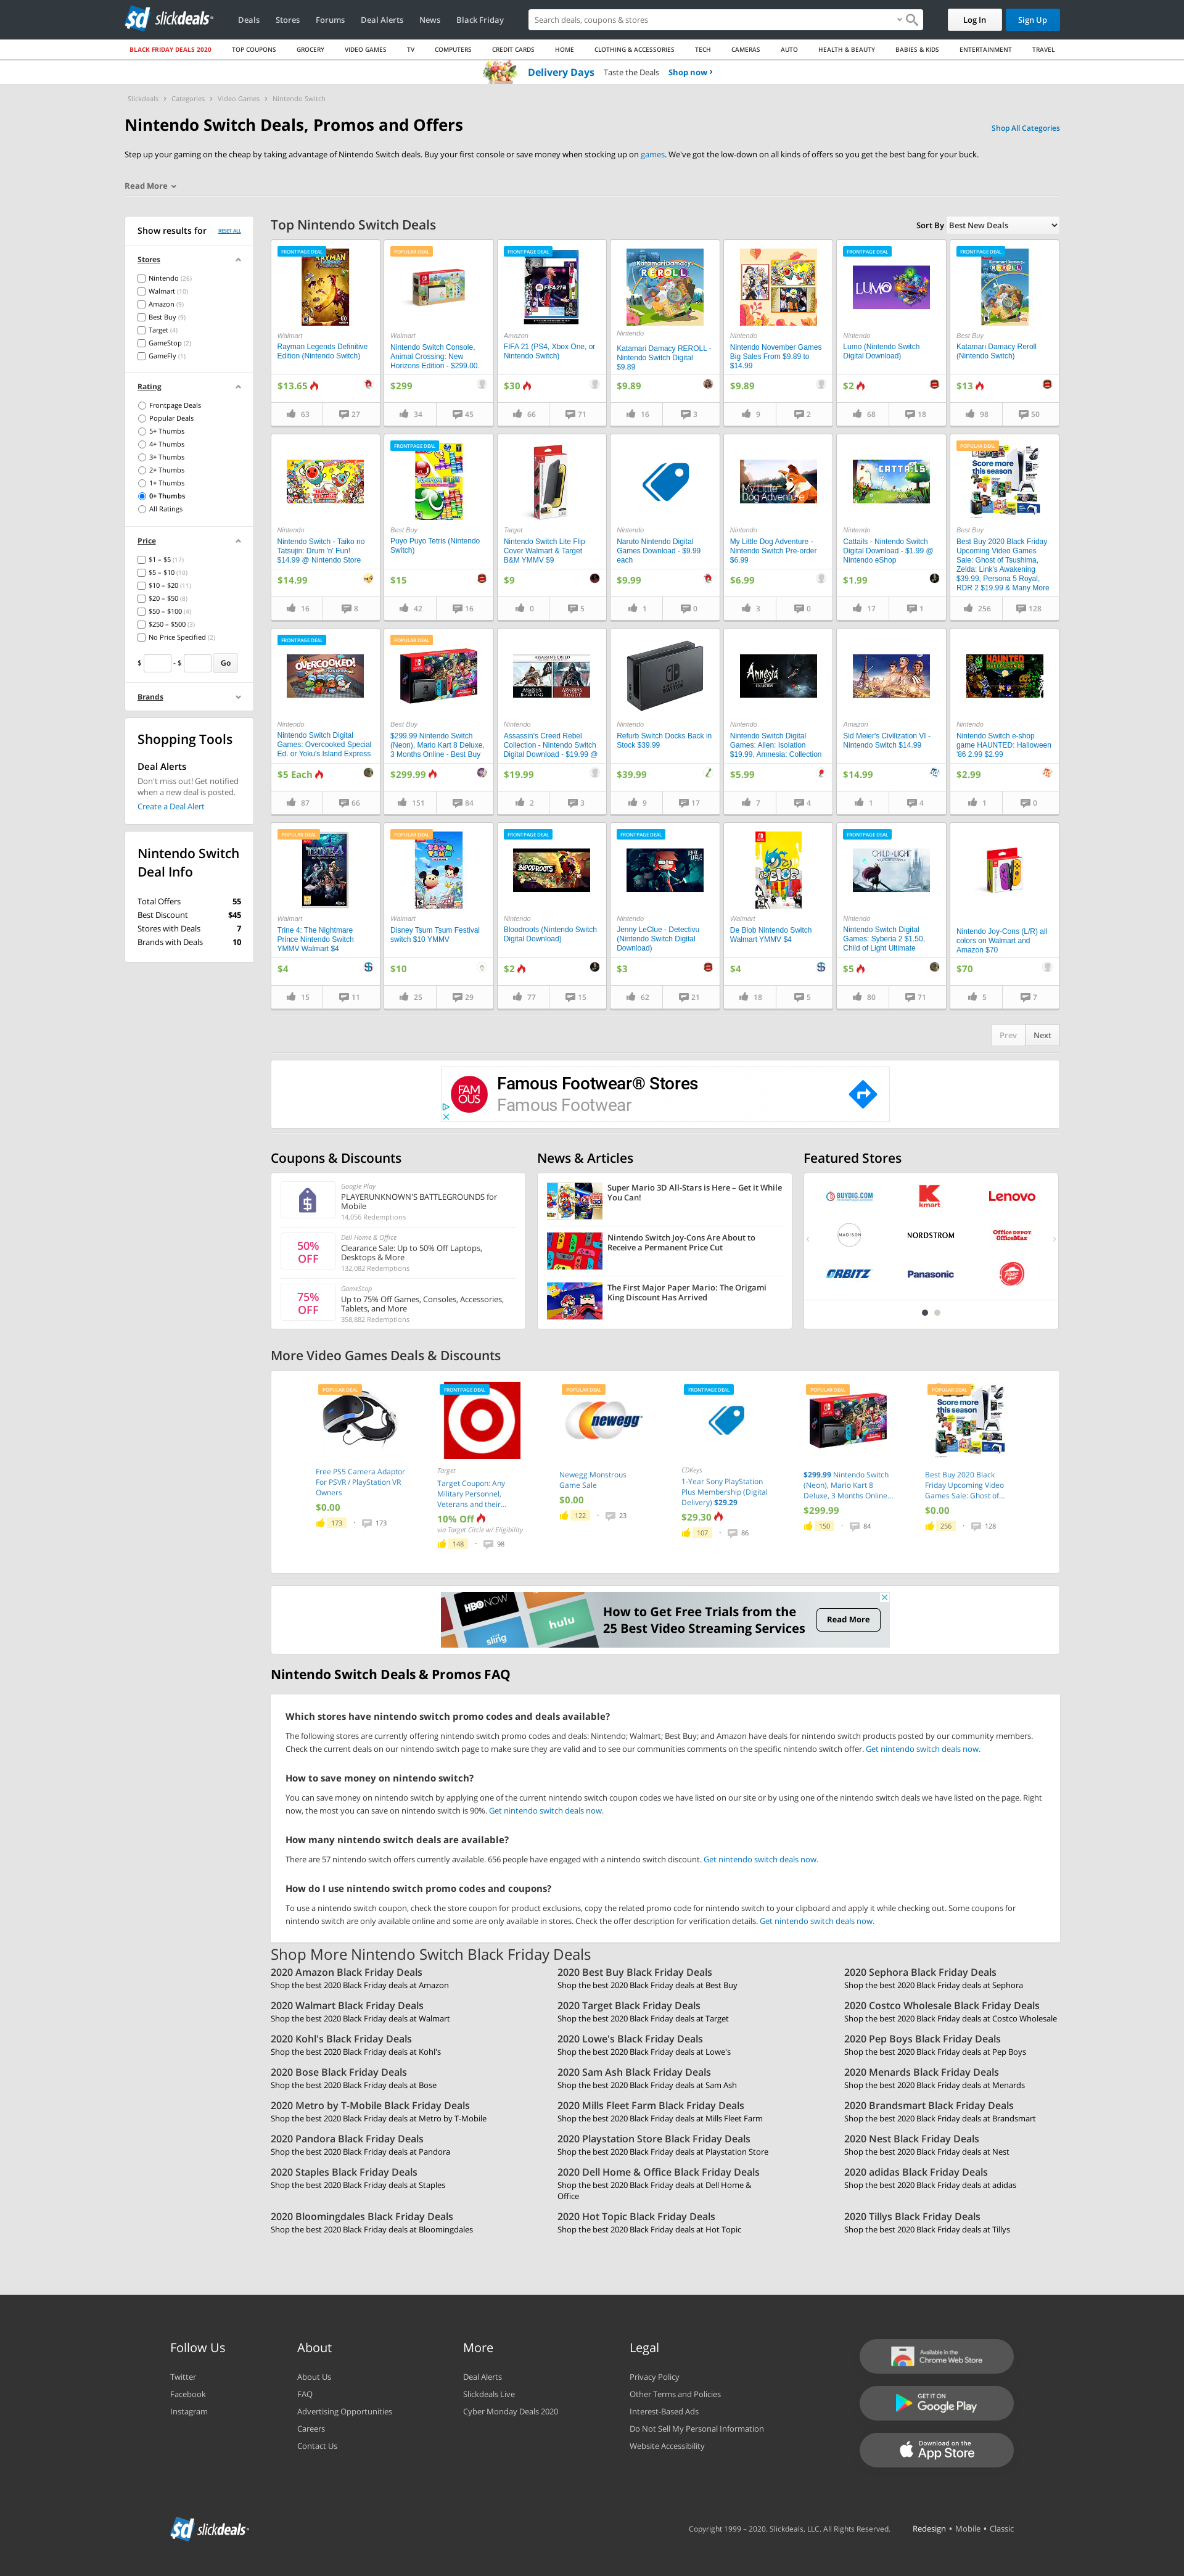 sd slickdeals
Deals Stores Forums Deal Alerts News Black Friday
Search deals, coupons & stores
Log In Sign Up
BLACK FRIDAY DEALS 2020 TOP COUPONS GROCERY VIDEO GAMES TV COMPUTERS CREDIT CARDS HOME CLOTHING & ACCESSORIES TECH CAMERAS AUTO HEALTH & BEAUTY BABIES & KIDS ENTERTAINMENT TRAVEL
Delivery Days Taste the Deals Shop now ›
Slickdeals › Categories › Video Games › Nintendo Switch
Nintendo Switch Deals, Promos and Offers
Shop All Categories
Step up your gaming on the cheap by taking advantage of Nintendo Switch deals. Buy your first console or save money when stocking up on games. We've got the low-down on all kinds of offers so you get the best bang for your buck.
Read More
Show results for RESET ALL
Stores
Nintendo (26)
Walmart (10)
Amazon (9)
Best Buy (9)
Target (4)
GameStop (2)
GameFly (1)
Rating
Frontpage Deals
Popular Deals
5+ Thumbs
4+ Thumbs
3+ Thumbs
2+ Thumbs
1+ Thumbs
0+ Thumbs
All Ratings
Price
$1 – $5 (17)
$5 – $10 (10)
$10 – $20 (11)
$20 – $50 (8)
$50 – $100 (4)
$250 – $500 (3)
No Price Specified (2)
$ - $ Go
Brands
Shopping Tools
Deal Alerts
Don't miss out! Get notified
when a new deal is posted.
Create a Deal Alert
Nintendo Switch
Deal Info
Total Offers 55
Best Discount $45
Stores with Deals 7
Brands with Deals 10
Top Nintendo Switch Deals
Sort By Best New Deals
FRONTPAGE DEAL
Walmart
Rayman Legends Definitive
Edition (Nintendo Switch)
$13.65
63 27
POPULAR DEAL
Walmart
Nintendo Switch Console,
Animal Crossing: New
Horizons Edition - $299.00.
$299
34 45
FRONTPAGE DEAL
Amazon
FIFA 21 (PS4, Xbox One, or
Nintendo Switch)
$30
66 71
Nintendo
Katamari Damacy REROLL -
Nintendo Switch Digital
$9.89
$9.89
16 3
Nintendo
Nintendo November Games
Big Sales From $9.89 to
$14.99
$9.89
9 2
FRONTPAGE DEAL
LUMO
Nintendo
Lumo (Nintendo Switch
Digital Download)
$2
68 18
FRONTPAGE DEAL
Best Buy
Katamari Damacy Reroll
(Nintendo Switch)
$13
98 50
Nintendo
Nintendo Switch - Taiko no
Tatsujin: Drum 'n' Fun!
$14.99 @ Nintendo Store
$14.99
16 8
FRONTPAGE DEAL
Best Buy
Puyo Puyo Tetris (Nintendo
Switch)
$15
42 16
Target
Nintendo Switch Lite Flip
Cover Walmart & Target
B&M YMMV $9
$9
0 5
Nintendo
Naruto Nintendo Digital
Games Download - $9.99
each
$9.99
1 0
My Little
Dog Adventure
Nintendo
My Little Dog Adventure -
Nintendo Switch Pre-order
$6.99
$6.99
3 0
CATTAILS
Nintendo
Cattails - Nintendo Switch
Digital Download - $1.99 @
Nintendo eShop
$1.99
17 1
POPULAR DEAL
Score more
this season
Best Buy
Best Buy 2020 Black Friday
Upcoming Video Games
Sale: Ghost of Tsushima,
Zelda: Link's Awakening
$39.99, Persona 5 Royal,
RDR 2 $19.99 & Many More
256 128
FRONTPAGE DEAL
OVERCOOKED!
Nintendo
Nintendo Switch Digital
Games: Overcooked Special
Ed. or Yoku's Island Express
$5 Each
87 66
POPULAR DEAL
Best Buy
$299.99 Nintendo Switch
(Neon), Mario Kart 8 Deluxe,
3 Months Online - Best Buy
$299.99
151 84
Nintendo
Assassin's Creed Rebel
Collection - Nintendo Switch
Digital Download - $19.99 @
$19.99
2 3
Nintendo
Refurb Switch Docks Back in
Stock $39.99
$39.99
9 17
Amnesia
Nintendo
Nintendo Switch Digital
Games: Alien: Isolation
$19.99, Amnesia: Collection
$5.99
7 4
Amazon
Sid Meier's Civilization VI -
Nintendo Switch $14.99
$14.99
1 4
HAUNTED
Nintendo
Nintendo Switch e-shop
game HAUNTED: Halloween
'86 2.99 $2.99
$2.99
1 0
POPULAR DEAL
Walmart
Trine 4: The Nightmare
Prince Nintendo Switch
YMMV Walmart $4
$4
15 11
POPULAR DEAL
Walmart
Disney Tsum Tsum Festival
switch $10 YMMV
$10
25 29
FRONTPAGE DEAL
Nintendo
Bloodroots (Nintendo Switch
Digital Download)
$2
77 15
FRONTPAGE DEAL
Nintendo
Jenny LeClue - Detectivu
(Nintendo Switch Digital
Download)
$3
62 21
Walmart
De Blob Nintendo Switch
Walmart YMMV $4
$4
18 5
FRONTPAGE DEAL
CHILD of LIGHT
Nintendo
Nintendo Switch Digital
Games: Syberia 2 $1.50,
Child of Light Ultimate
$5
80 71
Nintendo Joy-Cons (L/R) all
colors on Walmart and
Amazon $70
$70
5 7
Prev Next
FAMOUS
Famous Footwear® Stores
Famous Footwear
Coupons & Discounts
Google Play
PLAYERUNKNOWN'S BATTLEGROUNDS for
Mobile
14,056 Redemptions
50% OFF
Dell Home & Office
Clearance Sale: Up to 50% Off Laptops,
Desktops & More
132,082 Redemptions
75% OFF
GameStop
Up to 75% Off Games, Consoles, Accessories,
Tablets, and More
358,882 Redemptions
News & Articles
Super Mario 3D All-Stars is Here – Get it While
You Can!
Nintendo Switch Joy-Cons Are About to
Receive a Permanent Price Cut
The First Major Paper Mario: The Origami
King Discount Has Arrived
Featured Stores
BUYDIG.COM kmart Lenovo
MADISON NORDSTROM Office DEPOT OfficeMax
ORBITZ Panasonic Pizza Hut
More Video Games Deals & Discounts
POPULAR DEAL
Free PS5 Camera Adaptor
For PSVR / PlayStation VR
Owners
$0.00
173 · 173
FRONTPAGE DEAL
Target
Target Coupon: Any
Military Personnel,
Veterans and their...
10% Off
via Target Circle w/ Eligibility
148 · 98
POPULAR DEAL
newegg
Newegg Monstrous
Game Sale
$0.00
122 · 23
FRONTPAGE DEAL
CDKeys
1-Year Sony PlayStation
Plus Membership (Digital
Delivery) $29.29
$29.30
107 · 86
POPULAR DEAL
$299.99 Nintendo Switch
(Neon), Mario Kart 8
Deluxe, 3 Months Online...
$299.99
150 · 84
POPULAR DEAL
Score more
this season
Best Buy 2020 Black
Friday Upcoming Video
Games Sale: Ghost of...
$0.00
256 · 128
HBO NOW
hulu
sling
How to Get Free Trials from the
25 Best Video Streaming Services
Read More
Nintendo Switch Deals & Promos FAQ
Which stores have nintendo switch promo codes and deals available?
The following stores are currently offering nintendo switch promo codes and deals: Nintendo; Walmart; Best Buy; and Amazon have deals for nintendo switch products posted by our community members.
Check the current deals on our nintendo switch page to make sure they are valid and to see our communities comments on the specific nintendo switch offer. Get nintendo switch deals now.
How to save money on nintendo switch?
You can save money on nintendo switch by applying one of the current nintendo switch coupon codes we have listed on our site or by using one of the nintendo switch deals we have listed on the page. Right
now, the most you can save on nintendo switch is 90%. Get nintendo switch deals now.
How many nintendo switch deals are available?
There are 57 nintendo switch offers currently available. 656 people have engaged with a nintendo switch discount. Get nintendo switch deals now.
How do I use nintendo switch promo codes and coupons?
To use a nintendo switch coupon, check the store coupon for product exclusions, copy the related promo code for nintendo switch to your clipboard and apply it while checking out. Some coupons for
nintendo switch are only available online and some are only available in stores. Check the offer description for verification details. Get nintendo switch deals now.
Shop More Nintendo Switch Black Friday Deals
2020 Amazon Black Friday Deals 2020 Best Buy Black Friday Deals 2020 Sephora Black Friday Deals
Shop the best 2020 Black Friday deals at Amazon Shop the best 2020 Black Friday deals at Best Buy Shop the best 2020 Black Friday deals at Sephora
2020 Walmart Black Friday Deals 2020 Target Black Friday Deals 2020 Costco Wholesale Black Friday Deals
Shop the best 2020 Black Friday deals at Walmart Shop the best 2020 Black Friday deals at Target Shop the best 2020 Black Friday deals at Costco Wholesale
2020 Kohl's Black Friday Deals 2020 Lowe's Black Friday Deals 2020 Pep Boys Black Friday Deals
Shop the best 2020 Black Friday deals at Kohl's Shop the best 2020 Black Friday deals at Lowe's Shop the best 2020 Black Friday deals at Pep Boys
2020 Bose Black Friday Deals 2020 Sam Ash Black Friday Deals 2020 Menards Black Friday Deals
Shop the best 2020 Black Friday deals at Bose Shop the best 2020 Black Friday deals at Sam Ash Shop the best 2020 Black Friday deals at Menards
2020 Metro by T-Mobile Black Friday Deals 2020 Mills Fleet Farm Black Friday Deals 2020 Brandsmart Black Friday Deals
Shop the best 2020 Black Friday deals at Metro by T-Mobile Shop the best 2020 Black Friday deals at Mills Fleet Farm Shop the best 2020 Black Friday deals at Brandsmart
2020 Pandora Black Friday Deals 2020 Playstation Store Black Friday Deals 2020 Nest Black Friday Deals
Shop the best 2020 Black Friday deals at Pandora Shop the best 2020 Black Friday deals at Playstation Store Shop the best 2020 Black Friday deals at Nest
2020 Staples Black Friday Deals 2020 Dell Home & Office Black Friday Deals 2020 adidas Black Friday Deals
Shop the best 2020 Black Friday deals at Staples Shop the best 2020 Black Friday deals at Dell Home & Shop the best 2020 Black Friday deals at adidas
Office
2020 Bloomingdales Black Friday Deals 2020 Hot Topic Black Friday Deals 2020 Tillys Black Friday Deals
Shop the best 2020 Black Friday deals at Bloomingdales Shop the best 2020 Black Friday deals at Hot Topic Shop the best 2020 Black Friday deals at Tillys
Follow Us
Twitter
Facebook
Instagram
About
About Us
FAQ
Advertising Opportunities
Careers
Contact Us
More
Deal Alerts
Slickdeals Live
Cyber Monday Deals 2020
Legal
Privacy Policy
Other Terms and Policies
Interest-Based Ads
Do Not Sell My Personal Information
Website Accessibility
Available in the
Chrome Web Store
GET IT ON
Google Play
Download on the
App Store
sd slickdeals
Copyright 1999 – 2020. Slickdeals, LLC. All Rights Reserved. Redesign • Mobile • Classic